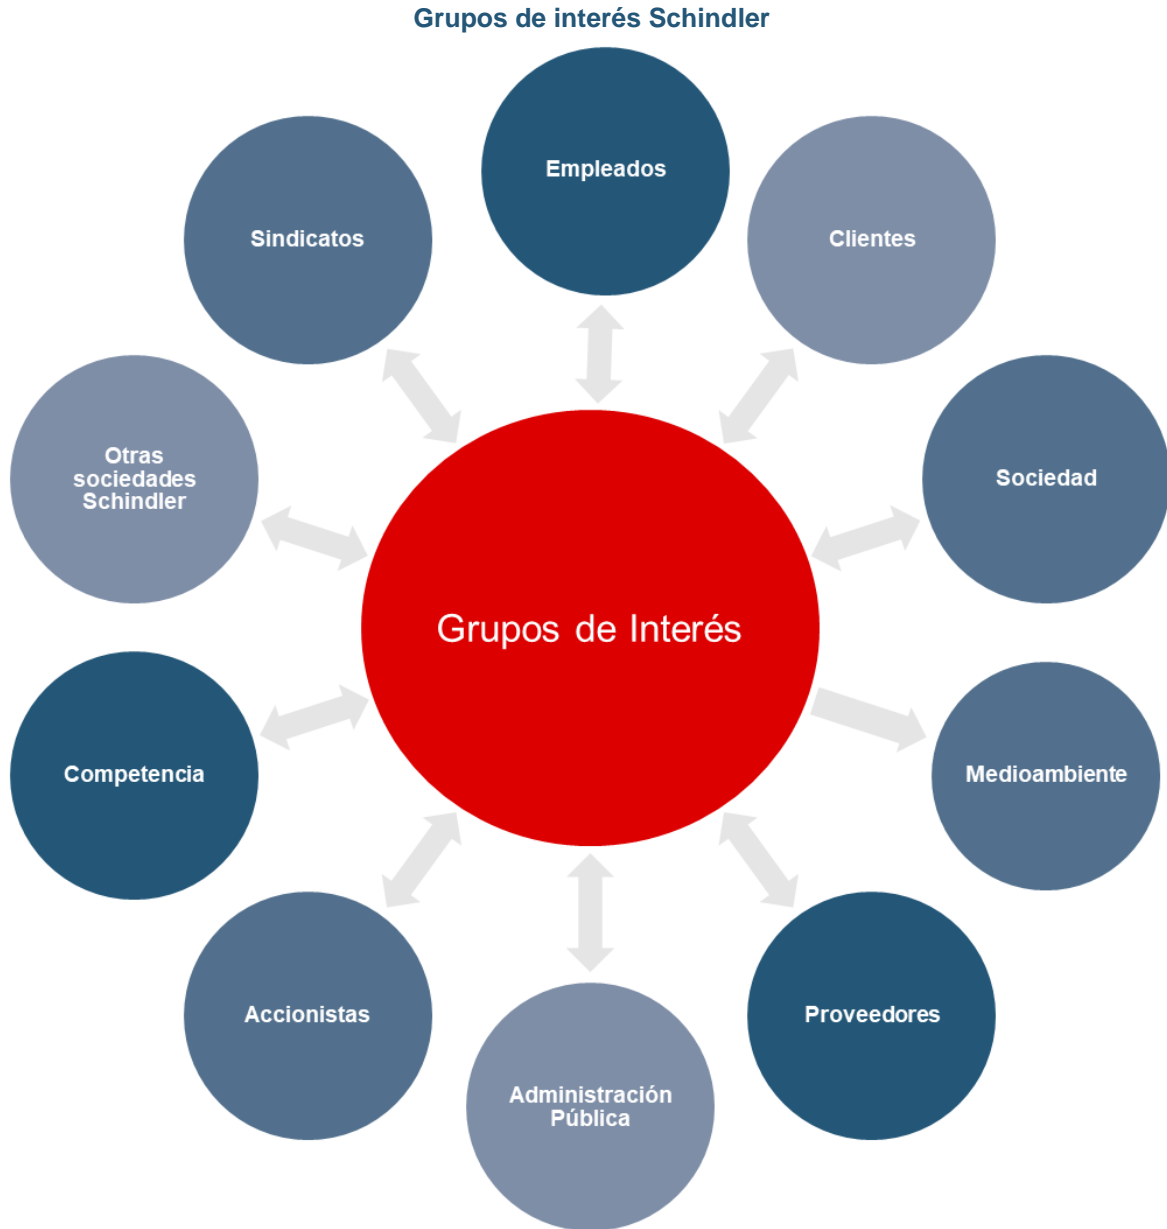 Grupos de interés Schindler
Empleados
Clientes
Sindicatos
Sociedad
Otras
sociedades
Schindler
Grupos de Interés
Medioambiente
Competencia
Proveedores
Accionistas
Administración
Pública